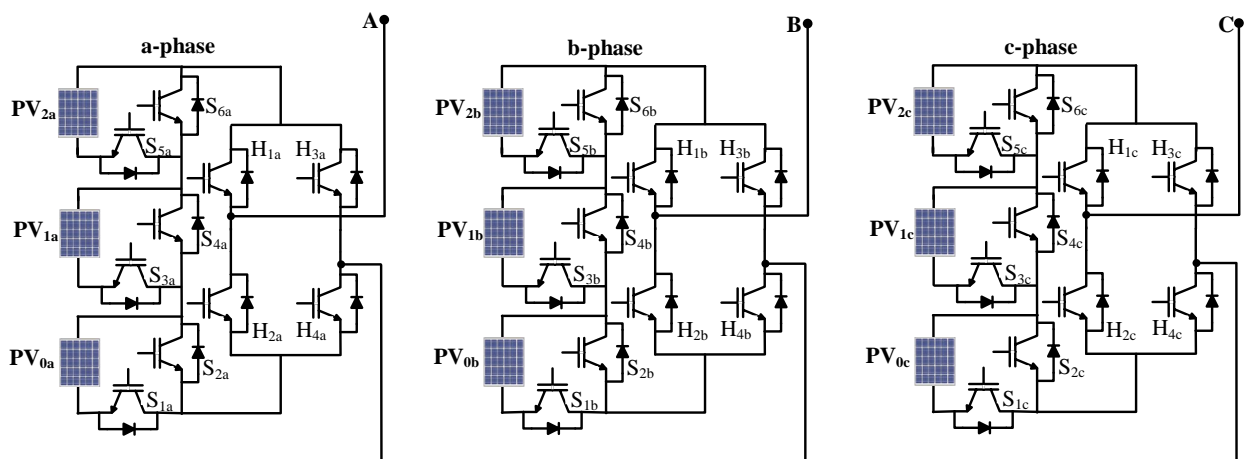 A
B
C
a-phase
b-phase
c-phase
PV2a
S6a
S5a
H1a
H3a
PV1a
S4a
S3a
H2a
H4a
PV0a
S2a
S1a
PV2b
S6b
S5b
H1b
H3b
PV1b
S4b
S3b
H2b
H4b
PV0b
S2b
S1b
PV2c
S6c
S5c
H1c
H3c
PV1c
S4c
S3c
H2c
H4c
PV0c
S2c
S1c